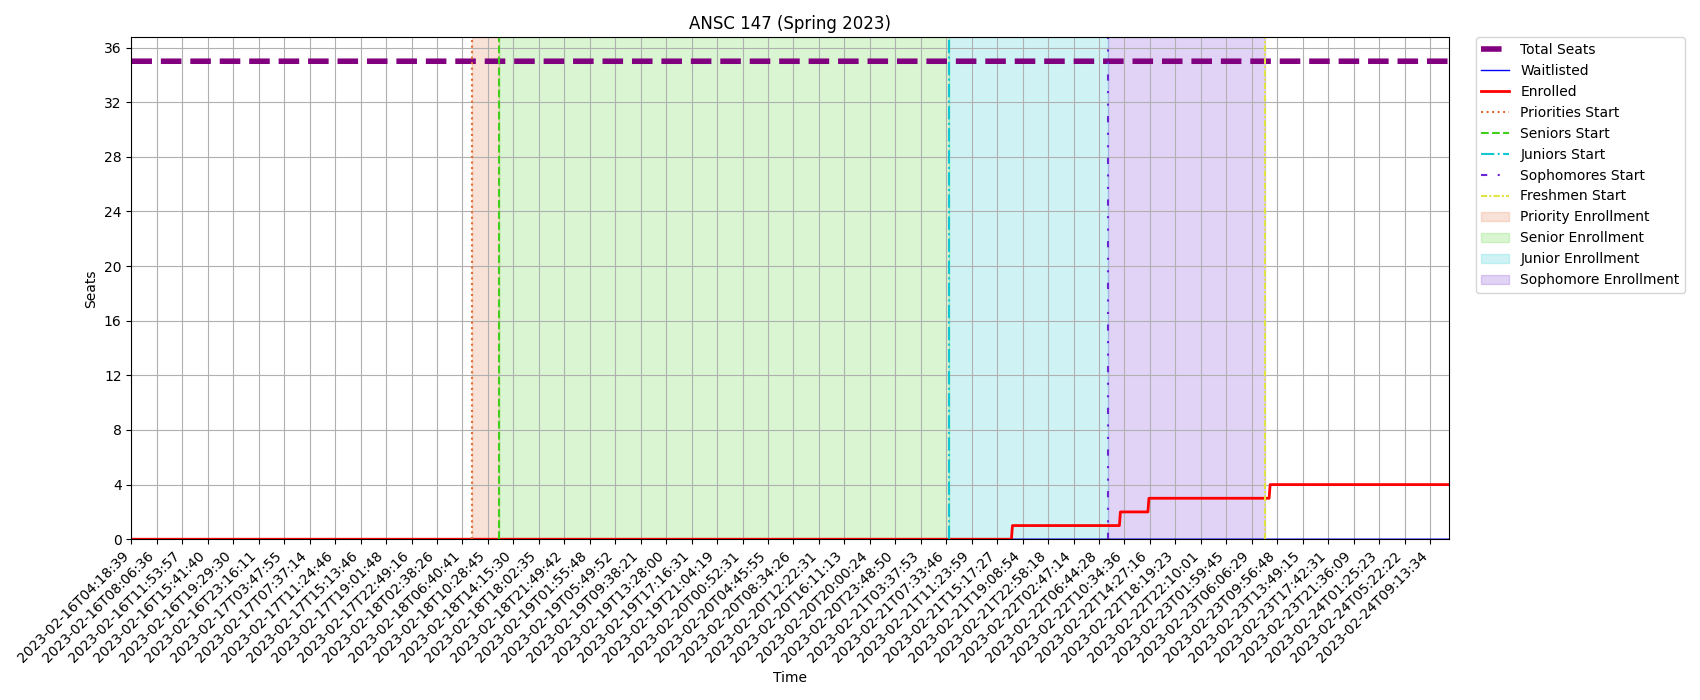 ANSC 147 (Spring 2023)
36
32
28
24
20
16
12
8
4
0
Seats
2023-02-16T04:18:39
2023-02-16T08:06:36
2023-02-16T11:53:57
2023-02-16T15:41:40
2023-02-16T19:29:30
2023-02-16T23:16:11
2023-02-17T03:47:55
2023-02-17T07:37:14
2023-02-17T11:24:46
2023-02-17T15:13:46
2023-02-17T19:01:48
2023-02-17T22:49:16
2023-02-18T02:38:26
2023-02-18T06:40:41
2023-02-18T10:28:45
2023-02-18T14:15:30
2023-02-18T18:02:35
2023-02-18T21:49:42
2023-02-19T01:55:48
2023-02-19T05:49:52
2023-02-19T09:38:21
2023-02-19T13:28:00
2023-02-19T17:16:31
2023-02-19T21:04:19
2023-02-20T00:52:31
2023-02-20T04:45:55
2023-02-20T08:34:26
2023-02-20T12:22:31
2023-02-20T16:11:13
2023-02-20T20:00:24
2023-02-20T23:48:50
2023-02-21T03:37:53
2023-02-21T07:33:46
2023-02-21T11:23:59
2023-02-21T15:17:27
2023-02-21T19:08:54
2023-02-21T22:58:18
2023-02-22T02:47:14
2023-02-22T06:44:28
2023-02-22T10:34:36
2023-02-22T14:27:16
2023-02-22T18:19:23
2023-02-22T22:10:01
2023-02-23T01:59:45
2023-02-23T06:06:29
2023-02-23T09:56:48
2023-02-23T13:49:15
2023-02-23T17:42:31
2023-02-23T21:36:09
2023-02-24T01:25:23
2023-02-24T05:22:22
2023-02-24T09:13:34
Time
Total Seats
Waitlisted
Enrolled
Priorities Start
Seniors Start
Juniors Start
Sophomores Start
Freshmen Start
Priority Enrollment
Senior Enrollment
Junior Enrollment
Sophomore Enrollment